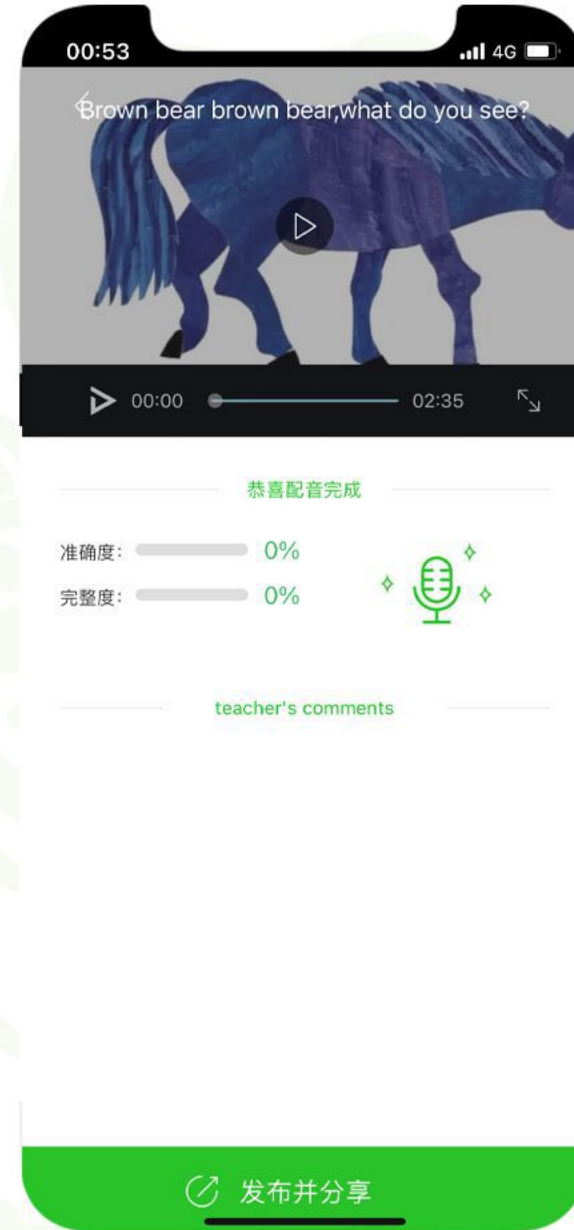 00:53
4G
Brown bear brown bear,what do you see?
00:00
02:35
恭喜配音完成
准确度: 0%
完整度: 0%
teacher's comments
发布并分享